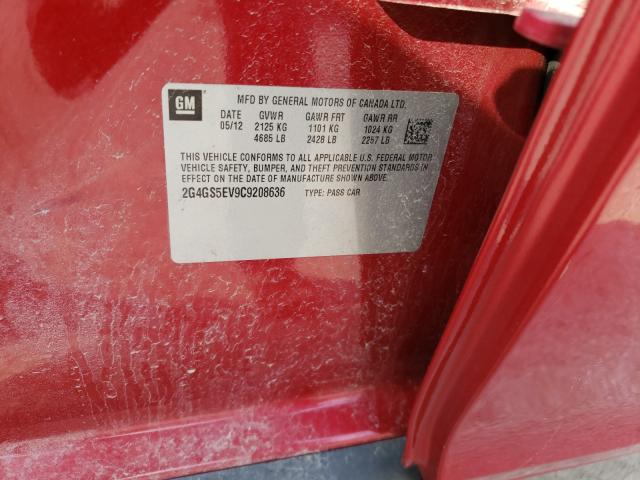 GM
MFD BY GENERAL MOTORS OF CANADA LTD.
DATE GVWR GAWR FRT GAWR RR
05/12 2125 KG 1101 KG 1024 KG
4685 LB 2428 LB 2257 LB
THIS VEHICLE CONFORMS TO ALL APPLICABLE U.S. FEDERAL MOTOR
VEHICLE SAFETY, BUMPER, AND THEFT PREVENTION STANDARDS IN
EFFECT ON THE DATE OF MANUFACTURE SHOWN ABOVE.
2G4GS5EV9C9208636 TYPE: PASS CAR